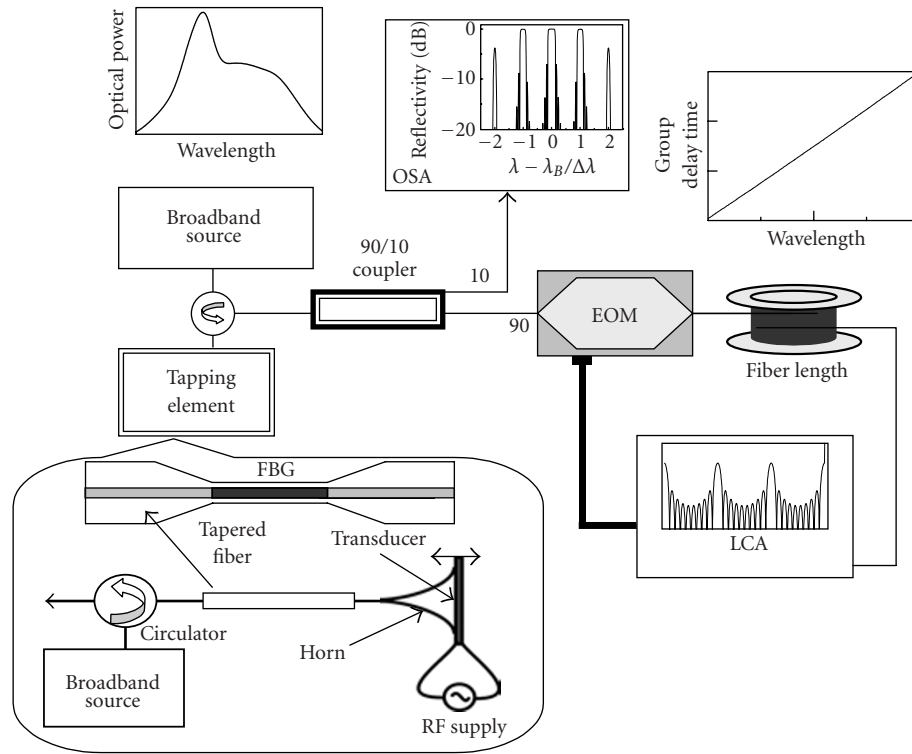 Optical power
Wavelength
Reflectivity (dB)
0
−10
−20
−2 −1 0 1 2
λ − λB/Δλ
OSA
Group
delay time
Wavelength
Broadband
source
90/10
coupler
10
90
EOM
Fiber length
Tapping
element
LCA
FBG
Tapered
fiber
Transducer
Circulator
Horn
Broadband
source
RF supply